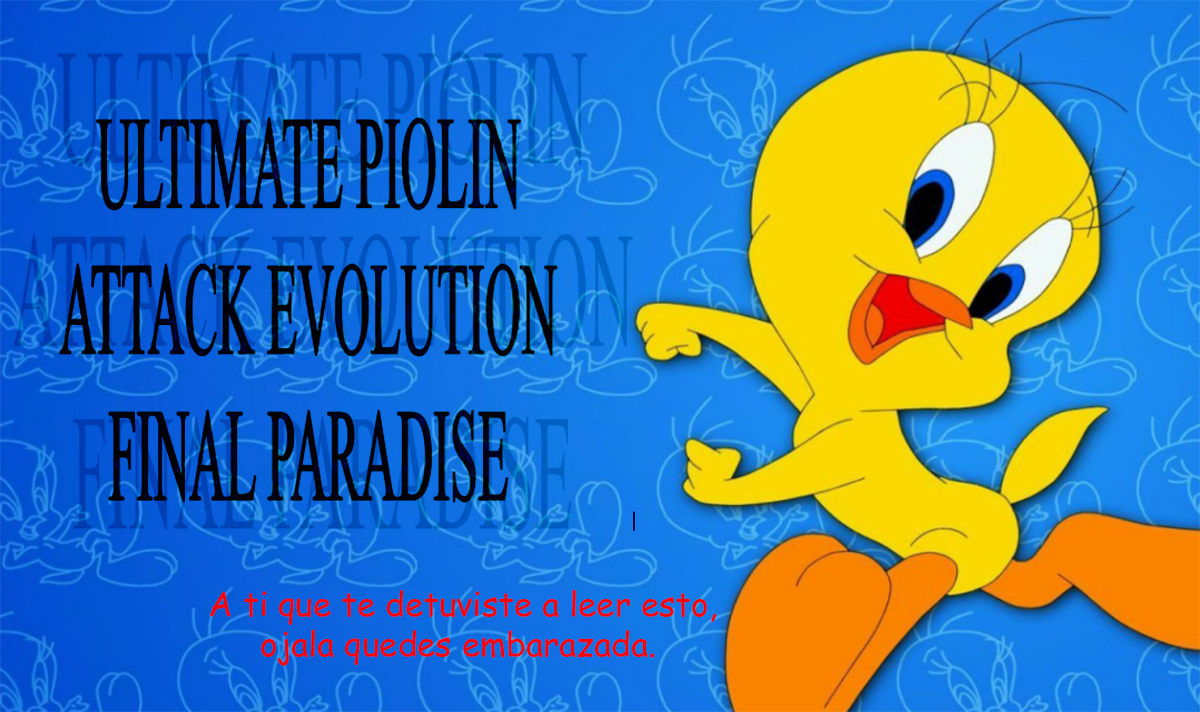 ULTIMATE PIOLIN
ATTACK EVOLUTION
FINAL PARADISE
A ti que te detuviste a leer esto,
ojala quedes embarazada.